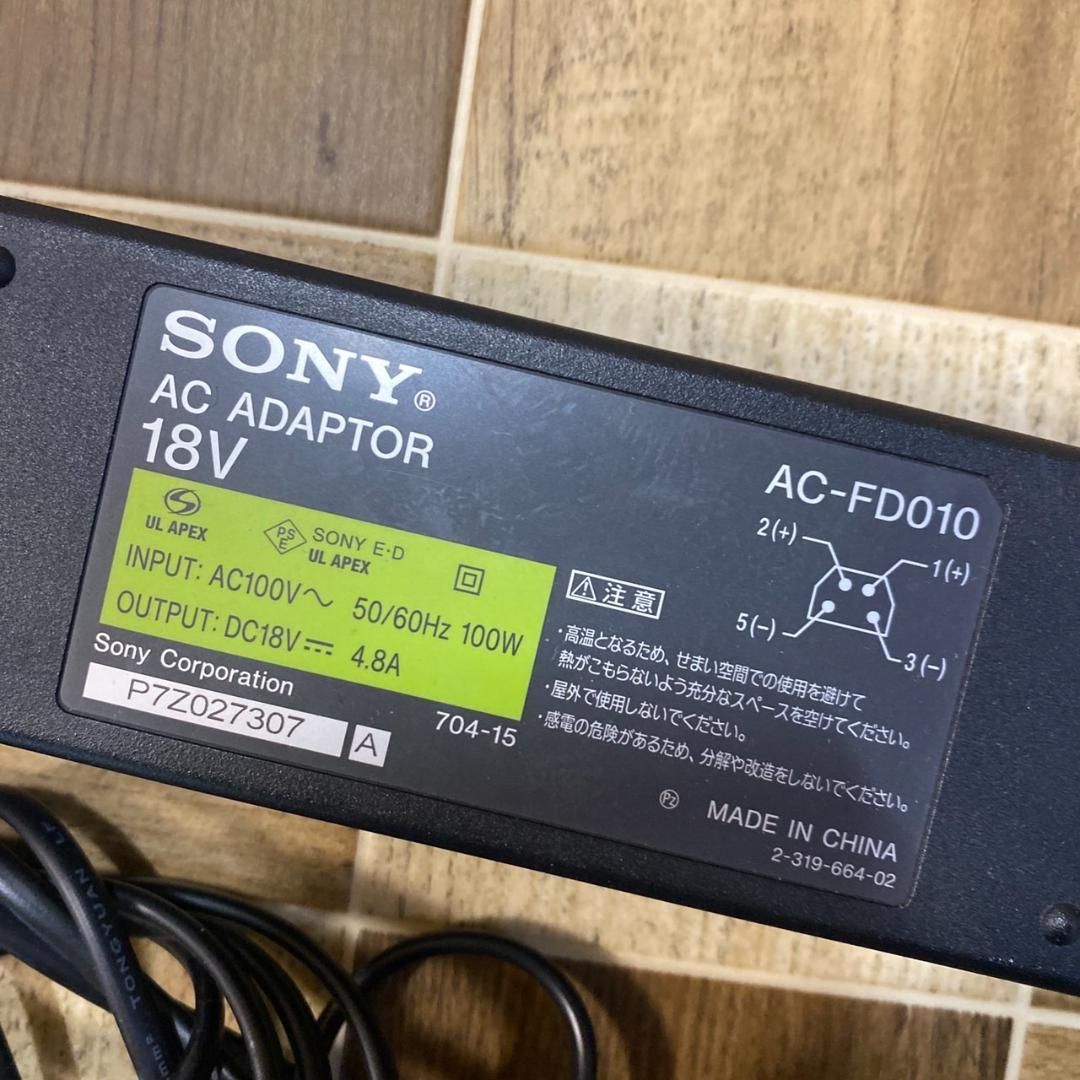 SONY®
AC ADAPTOR
18V
UL APEX
PSE SONY E·D
UL APEX
INPUT: AC100V～ 50/60Hz 100W
OUTPUT: DC18V⎓ 4.8A
Sony Corporation
P7Z027307 A
704-15
AC-FD010
2(+)
1(+)
5(-)
3(-)
⚠注意
・高温となるため、せまい空間での使用を避けて
熱がこもらないよう充分なスペースを空けてください。
・屋外で使用しないでください。
・感電の危険があるため、分解や改造をしないでください。
Pz MADE IN CHINA
2-319-664-02
TONGYUAN